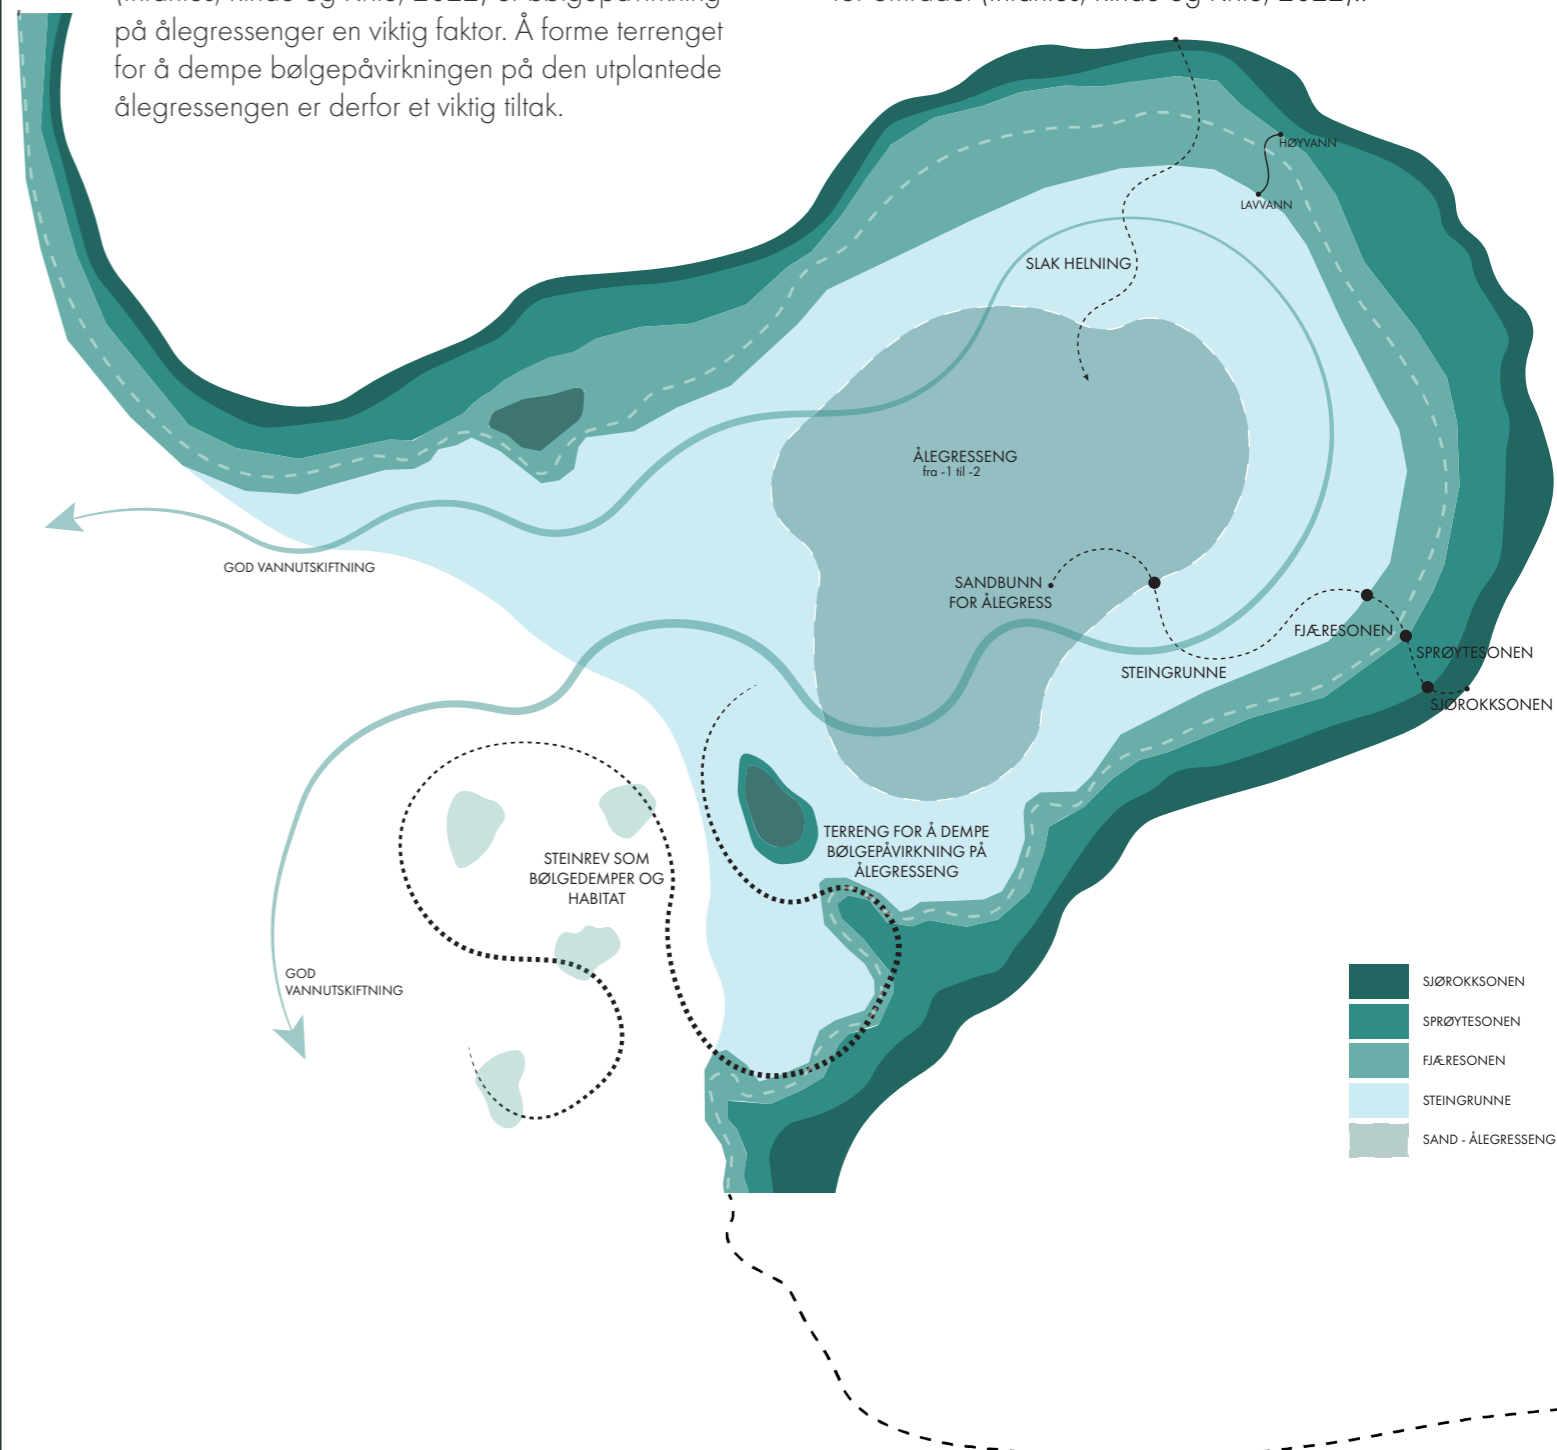 på ålegressenger en viktig faktor. Å forme terrenget
for å dempe bølgepåvirkningen på den utplantede
ålegressengen er derfor et viktig tiltak.
HØYVANN
LAVVANN
SLAK HELNING
ÅLEGRESSENG
fra -1 til -2
GOD VANNUTSKIFTNING
SANDBUNN
FOR ÅLEGRESS
FJÆRESONEN
SPRØYTESONEN
STEINGRUNNE
SJØROKKSONEN
TERRENG FOR Å DEMPE
BØLGEPÅVIRKNING PÅ
ÅLEGRESSENG
STEINREV SOM
BØLGEDEMPER OG
HABITAT
GOD
VANNUTSKIFTNING
SJØROKKSONEN
SPRØYTESONEN
FJÆRESONEN
STEINGRUNNE
SAND - ÅLEGRESSENG